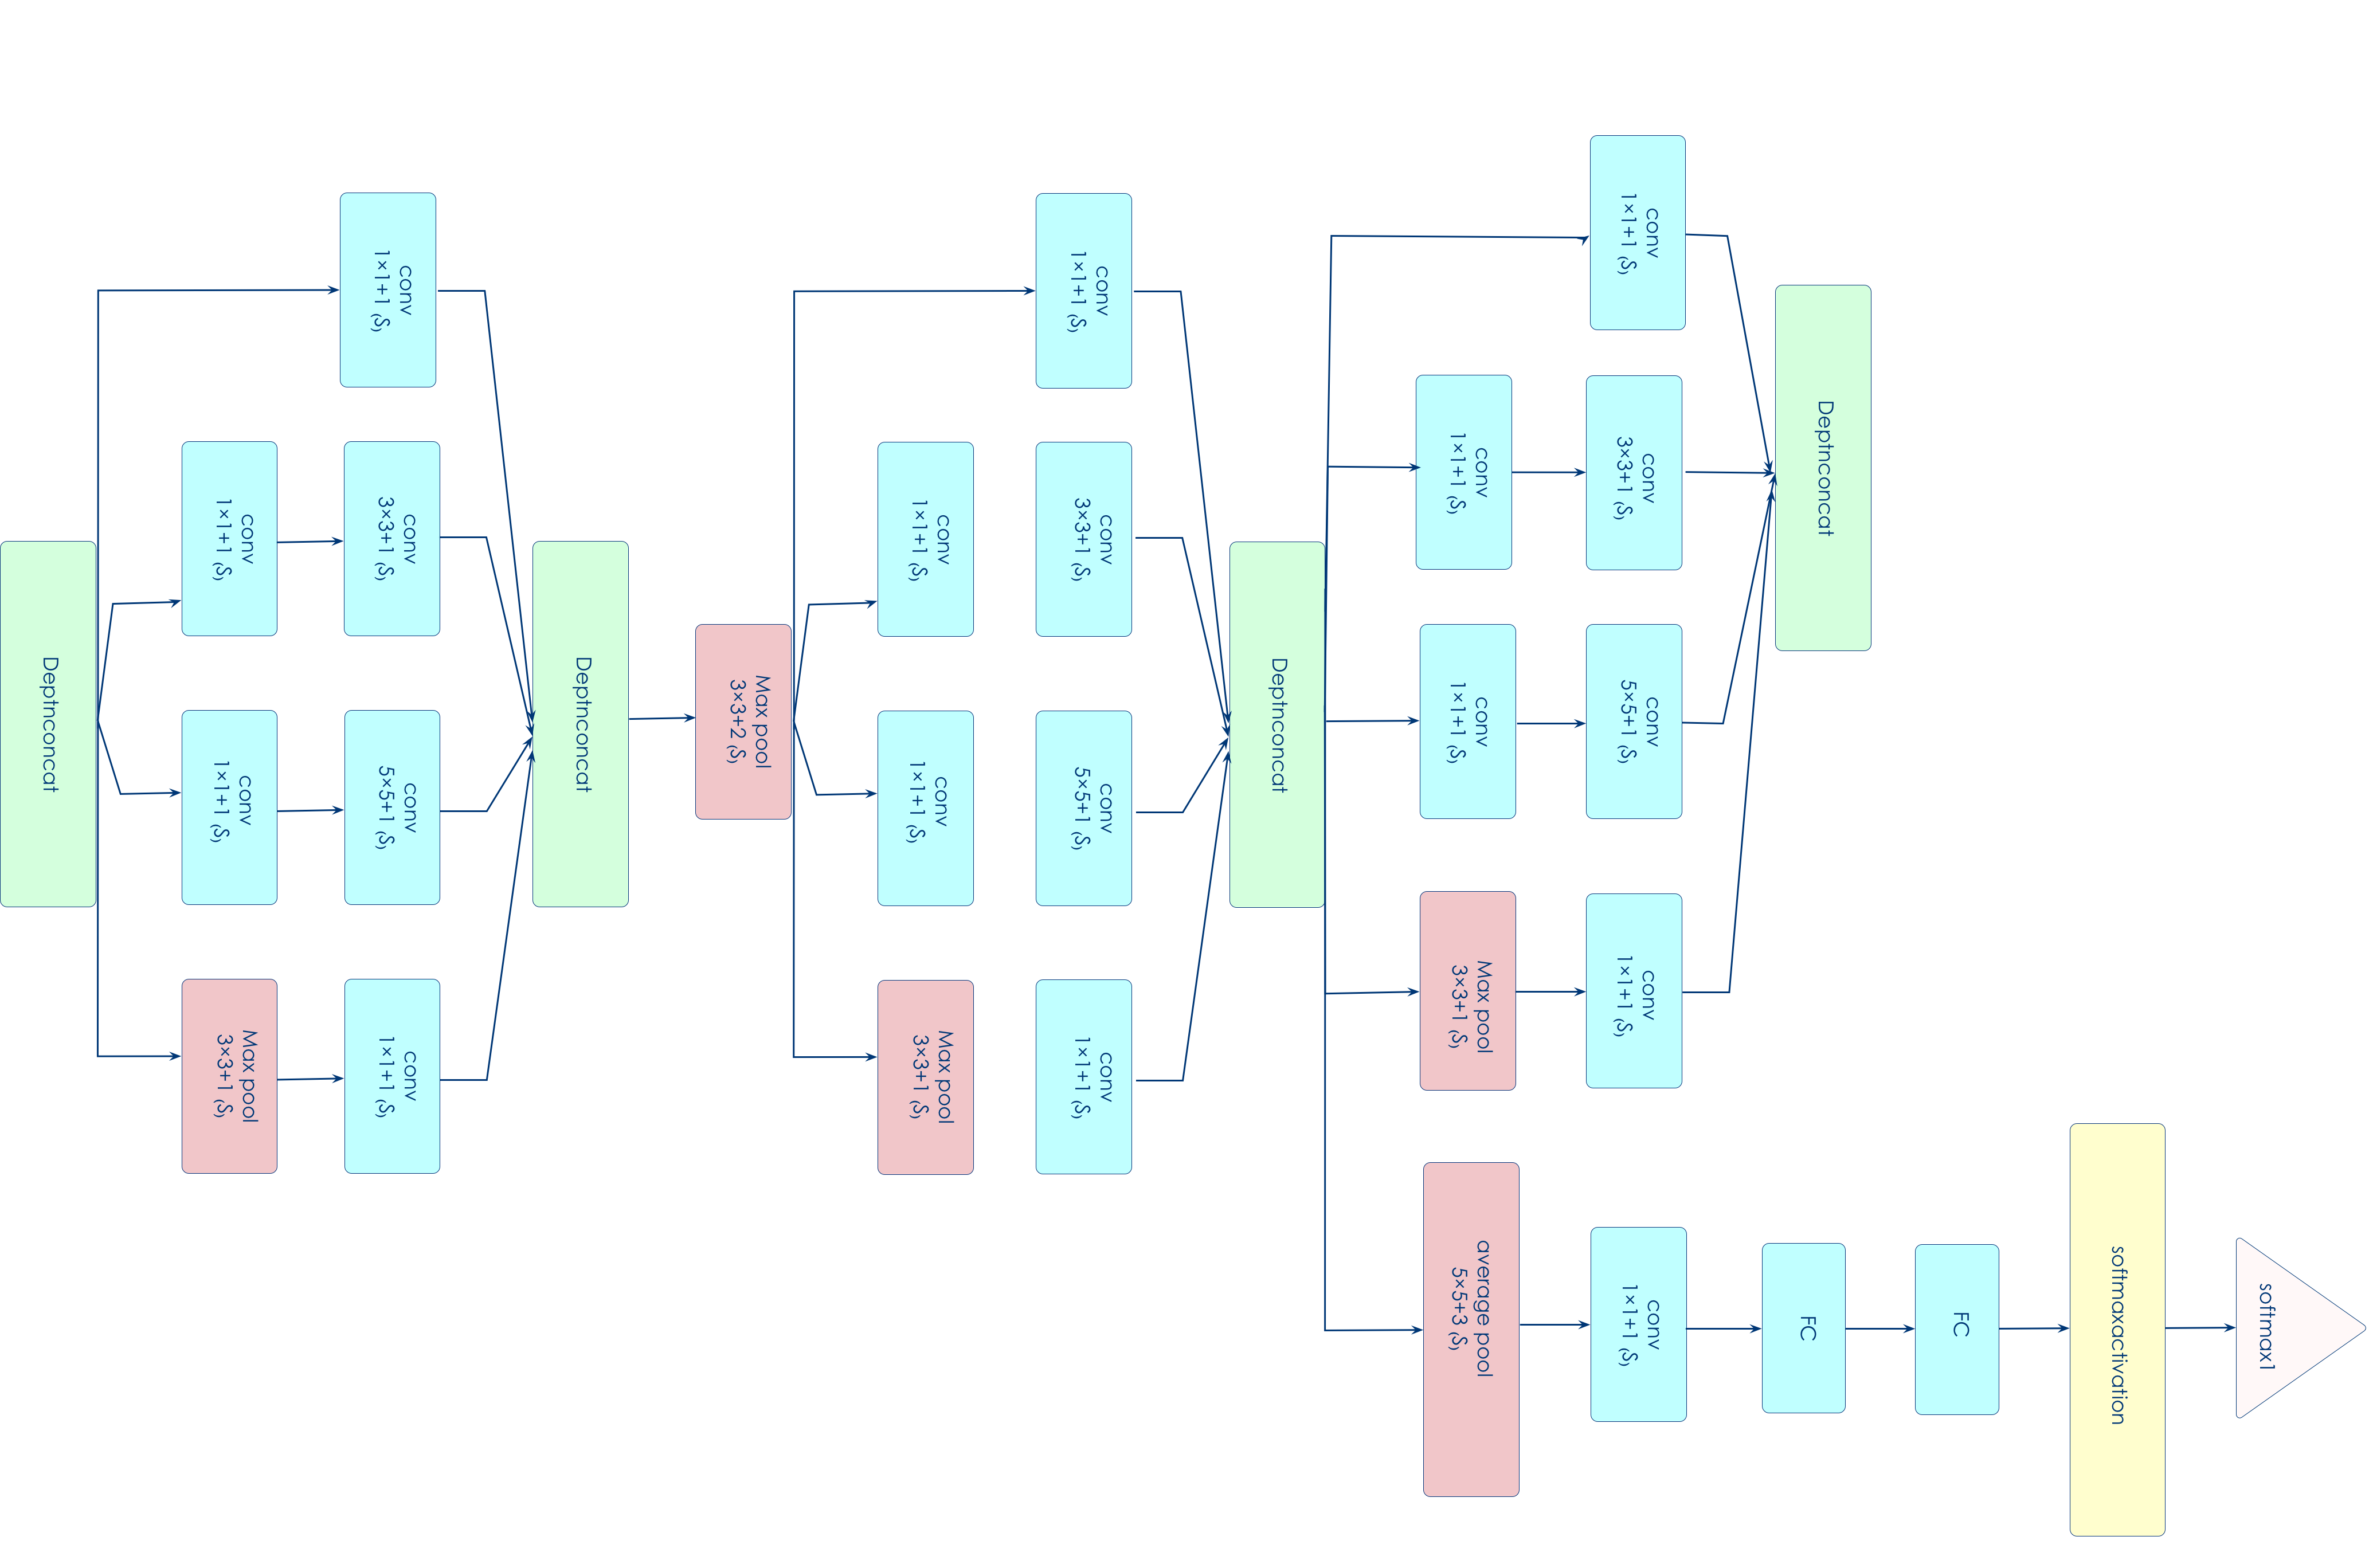 Deptnconcat
conv
1×1+1 (S)
conv
1×1+1 (S)
Max pool
3×3+1 (S)
conv
1×1+1 (S)
conv
3×3+1 (S)
conv
5×5+1 (S)
conv
1×1+1 (S)
Deptnconcat
Max pool
3×3+2 (S)
conv
1×1+1 (S)
conv
1×1+1 (S)
Max pool
3×3+1 (S)
conv
1×1+1 (S)
conv
3×3+1 (S)
conv
5×5+1 (S)
conv
1×1+1 (S)
Deptnconcat
conv
1×1+1 (S)
conv
1×1+1 (S)
Max pool
3×3+1 (S)
average pool
5×5+3 (S)
conv
1×1+1 (S)
conv
3×3+1 (S)
conv
5×5+1 (S)
conv
1×1+1 (S)
conv
1×1+1 (S)
Deptnconcat
FC
FC
softmaxactivation
softmax1